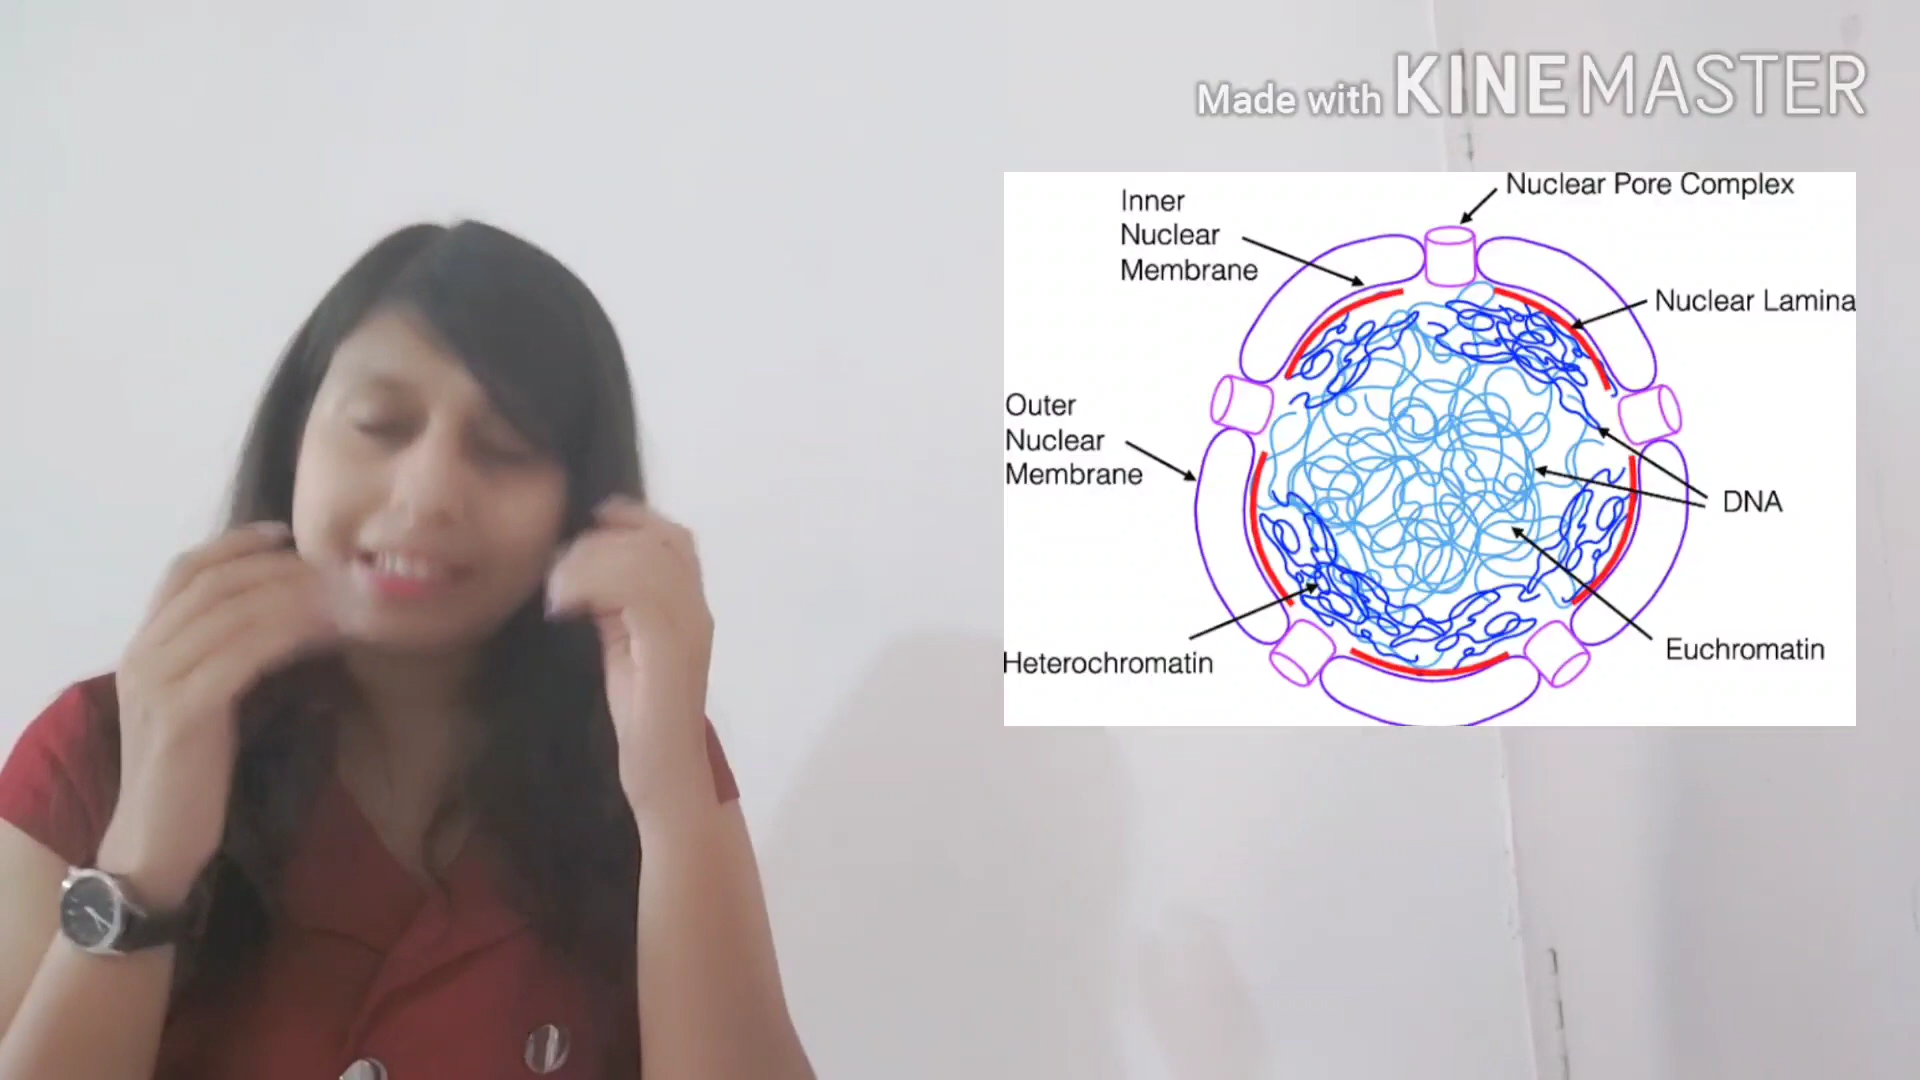 Made with KINEMASTER
Nuclear Pore Complex
Inner
Nuclear
Membrane
Nuclear Lamina
Outer
Nuclear
Membrane
DNA
Heterochromatin
Euchromatin